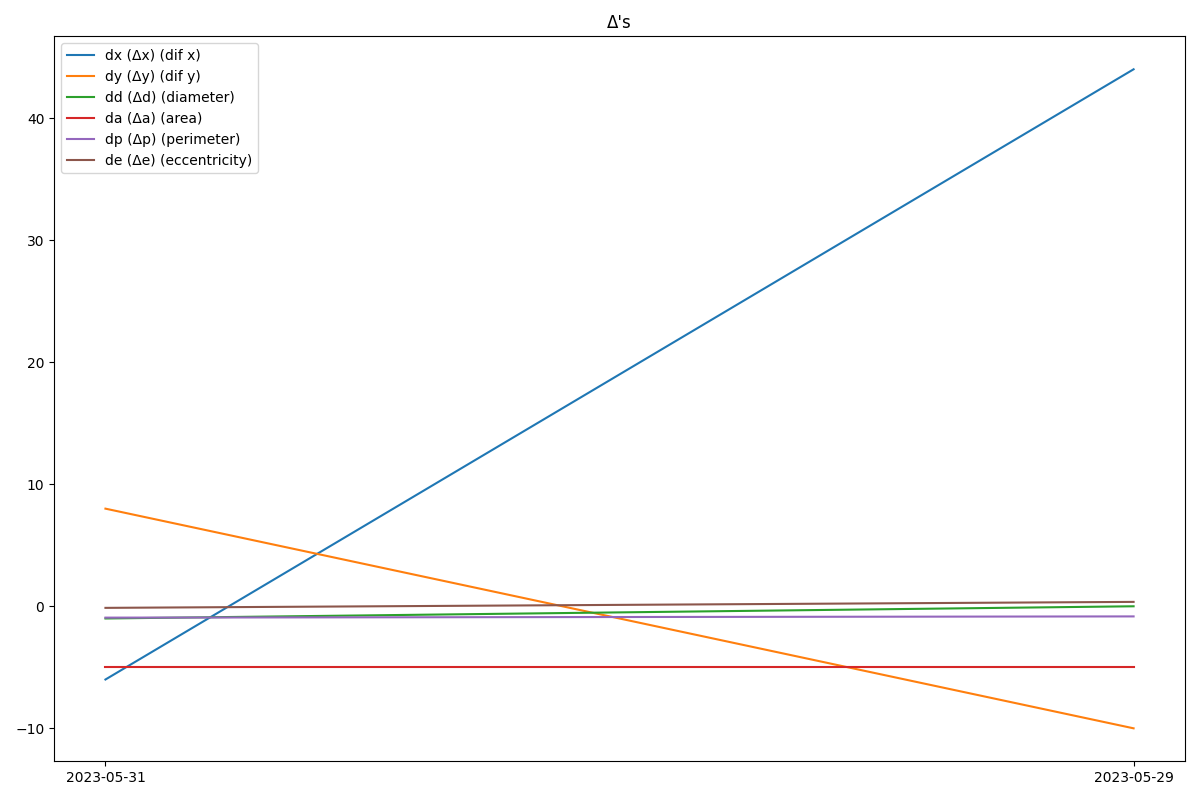 Δ's
dx (Δx) (dif x)
dy (Δy) (dif y)
dd (Δd) (diameter)
da (Δa) (area)
dp (Δp) (perimeter)
de (Δe) (eccentricity)
40
30
20
10
0
−10
2023-05-31
2023-05-29